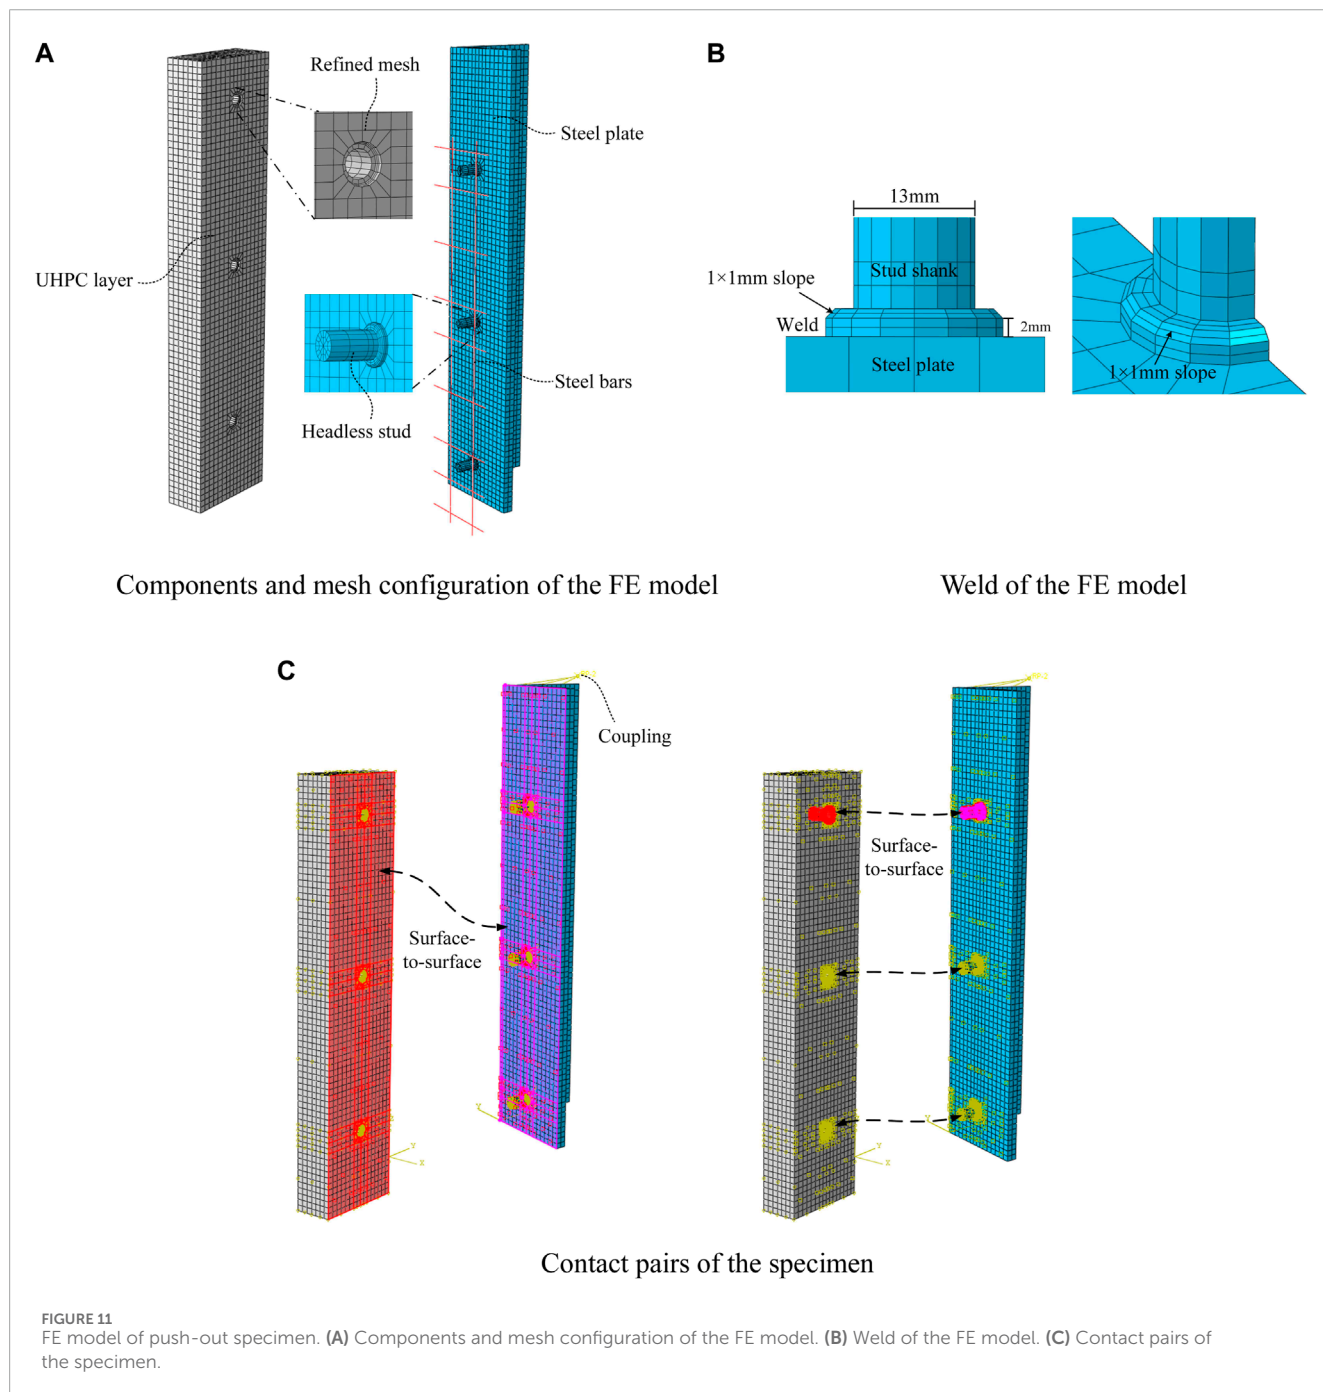 A
Refined mesh
Steel plate
UHPC layer
Steel bars
Headless stud
Components and mesh configuration of the FE model
B
13mm
Stud shank
1×1mm slope
Weld
2mm
Steel plate
1×1mm slope
Weld of the FE model
C
Coupling
Surface-
to-surface
Y
X
Surface-
to-surface
Y
X
Contact pairs of the specimen
FIGURE 11
FE model of push-out specimen. (A) Components and mesh configuration of the FE model. (B) Weld of the FE model. (C) Contact pairs of
the specimen.